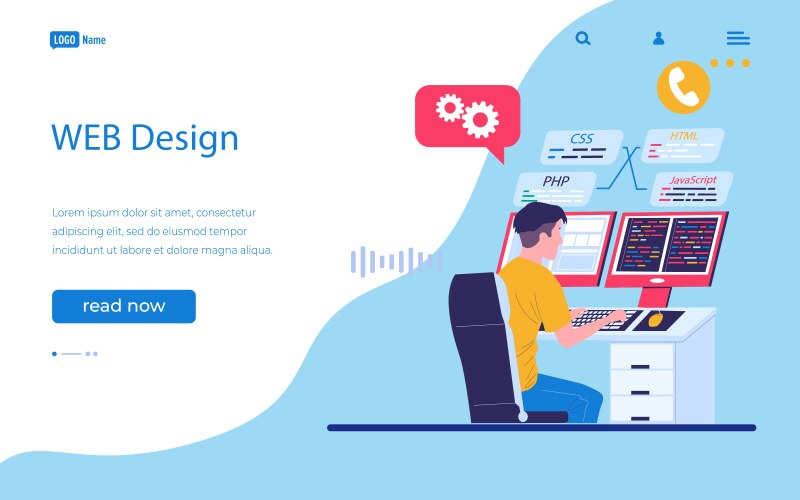 LOGO Name
WEB Design
Lorem ipsum dolor sit amet, consectetur
adipiscing elit, sed do eiusmod tempor
incididunt ut labore et dolore magna aliqua.
read now
CSS
HTML
PHP
JavaScript